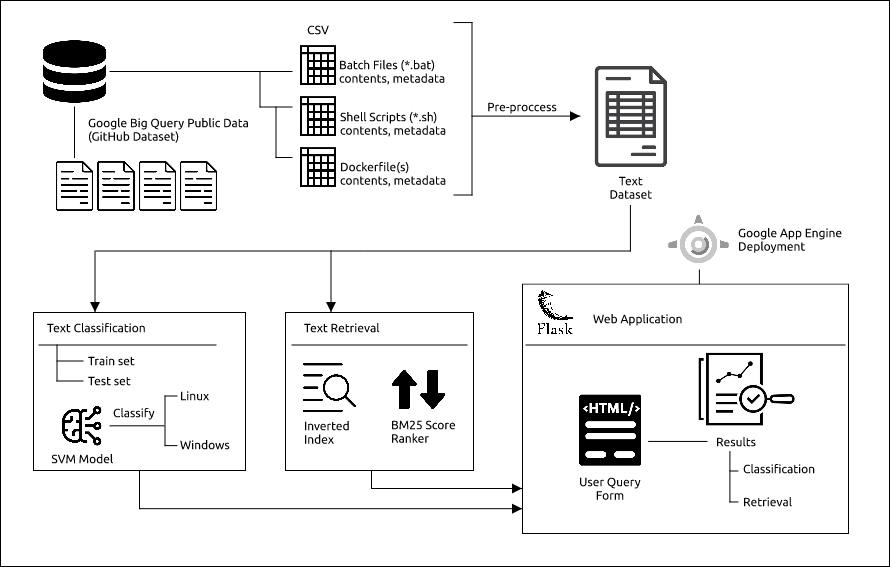 CSV
Batch Files (*.bat)
contents, metadata
Google Big Query Public Data
(GitHub Dataset)
Shell Scripts (*.sh)
contents, metadata
Dockerfile(s)
contents, metadata
Pre-proccess
Text
Dataset
Google App Engine
Deployment
Text Classification
Train set
Test set
Classify
Linux
Windows
SVM Model
Text Retrieval
Inverted
Index
BM25 Score
Ranker
Flask
Web Application
<HTML/>
User Query
Form
Results
Classification
Retrieval